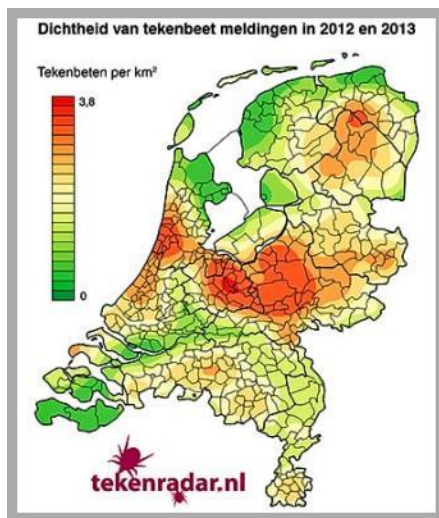 Dichtheid van tekenbeet meldingen in 2012 en 2013
Tekenbeten per km²
3,8
0
tekenradar.nl